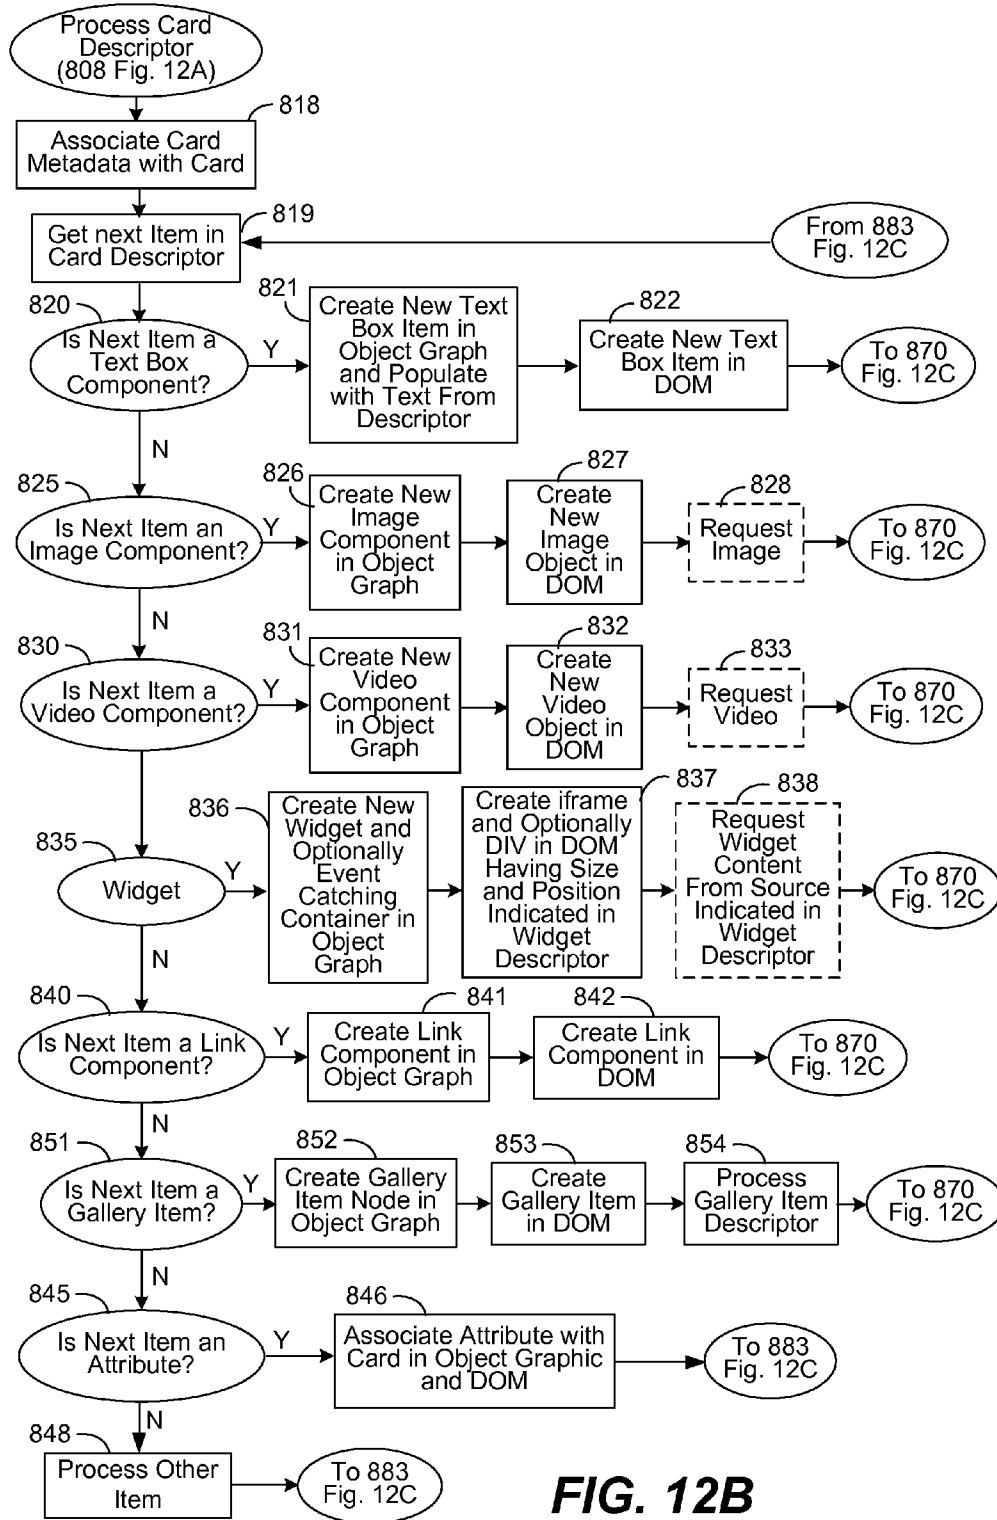 Process Card
Descriptor
(808 Fig. 12A)
818
Associate Card
Metadata with Card
819
Get next Item in
Card Descriptor
From 883
Fig. 12C
820
Is Next Item a
Text Box
Component?
Y
821
Create New Text
Box Item in
Object Graph
and Populate
with Text From
Descriptor
822
Create New Text
Box Item in
DOM
To 870
Fig. 12C
N
825
Is Next Item an
Image Component?
Y
826
Create New
Image
Component
in Object
Graph
827
Create
New
Image
Object in
DOM
828
Request
Image
To 870
Fig. 12C
N
830
Is Next Item a
Video Component?
Y
831
Create New
Video
Component
in Object
Graph
832
Create
New
Video
Object in
DOM
833
Request
Video
To 870
Fig. 12C
835
Widget
Y
836
Create New
Widget and
Optionally
Event
Catching
Container in
Object
Graph
837
Create iframe
and Optionally
DIV in DOM
Having Size
and Position
Indicated in
Widget
Descriptor
838
Request
Widget
Content
From Source
Indicated in
Widget
Descriptor
To 870
Fig. 12C
N
840
Is Next Item a Link
Component?
Y
841
Create Link
Component in
Object Graph
842
Create Link
Component in
DOM
To 870
Fig. 12C
N
851
Is Next Item a
Gallery Item?
Y
852
Create Gallery
Item Node in
Object Graph
853
Create
Gallery Item
in DOM
854
Process
Gallery Item
Descriptor
To 870
Fig. 12C
N
845
Is Next Item an
Attribute?
Y
846
Associate Attribute with
Card in Object Graphic
and DOM
To 883
Fig. 12C
N
848
Process Other
Item
To 883
Fig. 12C
FIG. 12B